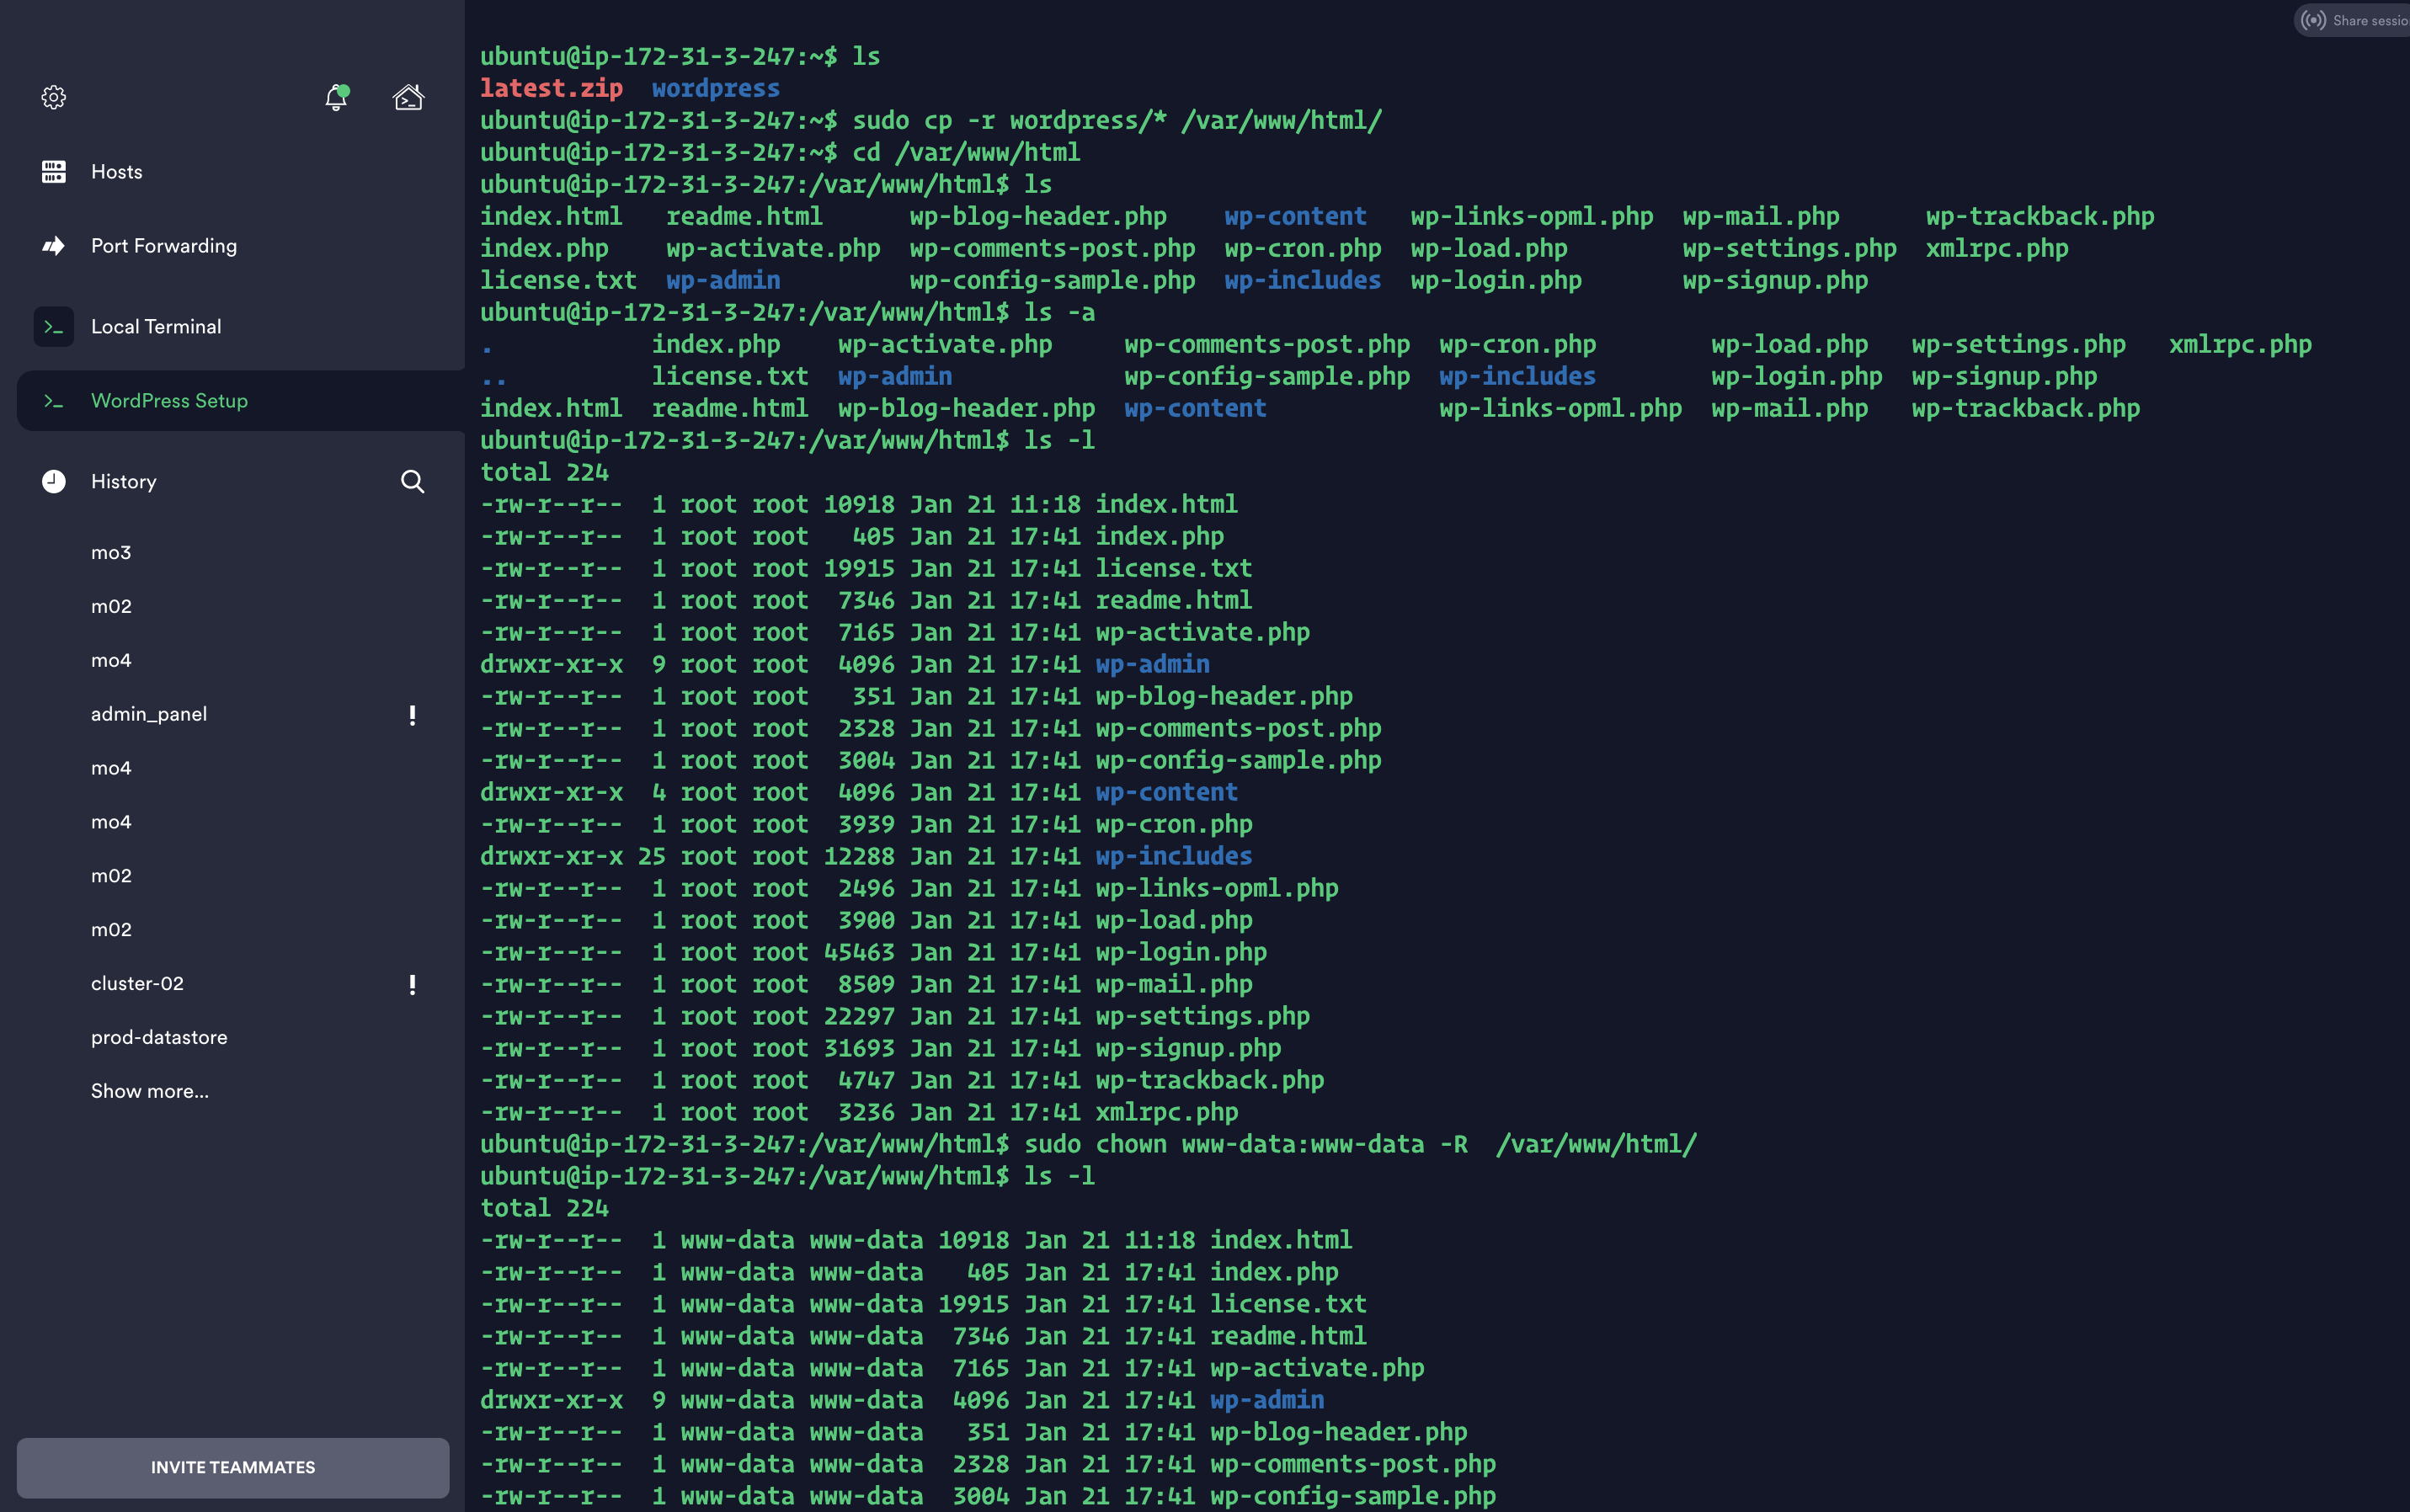 Share sessio
Hosts
Port Forwarding
Local Terminal
WordPress Setup
History
mo3
m02
mo4
admin_panel !
mo4
mo4
m02
m02
cluster-02 !
prod-datastore
Show more...
INVITE TEAMMATES
ubuntu@ip-172-31-3-247:~$ ls
latest.zip  wordpress
ubuntu@ip-172-31-3-247:~$ sudo cp -r wordpress/* /var/www/html/
ubuntu@ip-172-31-3-247:~$ cd /var/www/html
ubuntu@ip-172-31-3-247:/var/www/html$ ls
index.html   readme.html      wp-blog-header.php    wp-content   wp-links-opml.php  wp-mail.php      wp-trackback.php
index.php    wp-activate.php  wp-comments-post.php  wp-cron.php  wp-load.php        wp-settings.php  xmlrpc.php
license.txt  wp-admin         wp-config-sample.php  wp-includes  wp-login.php       wp-signup.php
ubuntu@ip-172-31-3-247:/var/www/html$ ls -a
.           index.php    wp-activate.php     wp-comments-post.php  wp-cron.php        wp-load.php   wp-settings.php   xmlrpc.php
..          license.txt  wp-admin            wp-config-sample.php  wp-includes        wp-login.php  wp-signup.php
index.html  readme.html  wp-blog-header.php  wp-content            wp-links-opml.php  wp-mail.php   wp-trackback.php
ubuntu@ip-172-31-3-247:/var/www/html$ ls -l
total 224
-rw-r--r--  1 root root 10918 Jan 21 11:18 index.html
-rw-r--r--  1 root root   405 Jan 21 17:41 index.php
-rw-r--r--  1 root root 19915 Jan 21 17:41 license.txt
-rw-r--r--  1 root root  7346 Jan 21 17:41 readme.html
-rw-r--r--  1 root root  7165 Jan 21 17:41 wp-activate.php
drwxr-xr-x  9 root root  4096 Jan 21 17:41 wp-admin
-rw-r--r--  1 root root   351 Jan 21 17:41 wp-blog-header.php
-rw-r--r--  1 root root  2328 Jan 21 17:41 wp-comments-post.php
-rw-r--r--  1 root root  3004 Jan 21 17:41 wp-config-sample.php
drwxr-xr-x  4 root root  4096 Jan 21 17:41 wp-content
-rw-r--r--  1 root root  3939 Jan 21 17:41 wp-cron.php
drwxr-xr-x 25 root root 12288 Jan 21 17:41 wp-includes
-rw-r--r--  1 root root  2496 Jan 21 17:41 wp-links-opml.php
-rw-r--r--  1 root root  3900 Jan 21 17:41 wp-load.php
-rw-r--r--  1 root root 45463 Jan 21 17:41 wp-login.php
-rw-r--r--  1 root root  8509 Jan 21 17:41 wp-mail.php
-rw-r--r--  1 root root 22297 Jan 21 17:41 wp-settings.php
-rw-r--r--  1 root root 31693 Jan 21 17:41 wp-signup.php
-rw-r--r--  1 root root  4747 Jan 21 17:41 wp-trackback.php
-rw-r--r--  1 root root  3236 Jan 21 17:41 xmlrpc.php
ubuntu@ip-172-31-3-247:/var/www/html$ sudo chown www-data:www-data -R  /var/www/html/
ubuntu@ip-172-31-3-247:/var/www/html$ ls -l
total 224
-rw-r--r--  1 www-data www-data 10918 Jan 21 11:18 index.html
-rw-r--r--  1 www-data www-data   405 Jan 21 17:41 index.php
-rw-r--r--  1 www-data www-data 19915 Jan 21 17:41 license.txt
-rw-r--r--  1 www-data www-data  7346 Jan 21 17:41 readme.html
-rw-r--r--  1 www-data www-data  7165 Jan 21 17:41 wp-activate.php
drwxr-xr-x  9 www-data www-data  4096 Jan 21 17:41 wp-admin
-rw-r--r--  1 www-data www-data   351 Jan 21 17:41 wp-blog-header.php
-rw-r--r--  1 www-data www-data  2328 Jan 21 17:41 wp-comments-post.php
-rw-r--r--  1 www-data www-data  3004 Jan 21 17:41 wp-config-sample.php